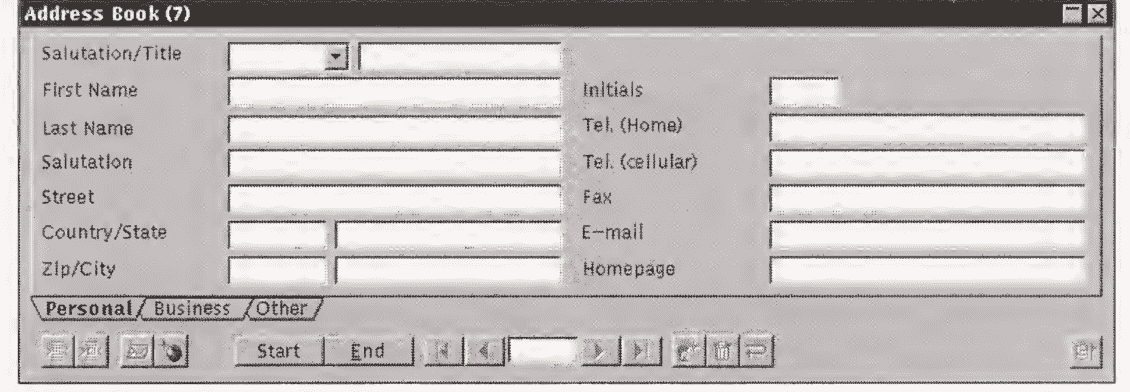 Address Book (7)
Salutation/Title
First Name Initials
Last Name Tel. (Home)
Salutation Tel. (cellular)
Street Fax
Country/State E-mail
Zip/City Homepage
Personal Business Other
Start End